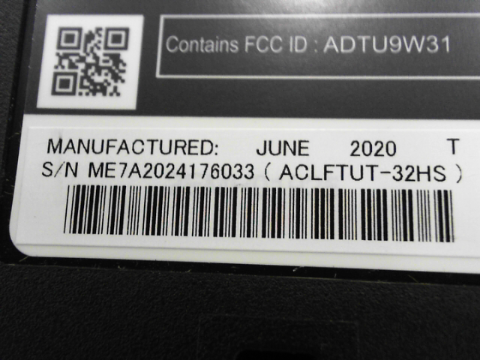 Contains FCC ID : ADTU9W31
MANUFACTURED: JUNE 2020 T
S/N ME7A2024176033 ( ACLFTUT-32HS )